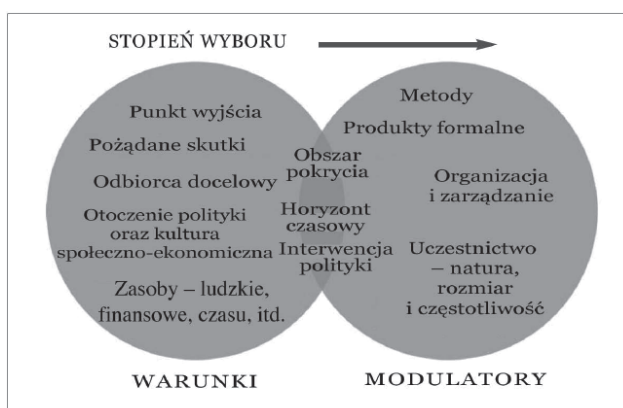 STOPIEŃ WYBORU
Punkt wyjścia
Pożądane skutki
Odbiorca docelowy
Otoczenie polityki
oraz kultura
społeczno-ekonomiczna
Zasoby – ludzkie,
finansowe, czasu, itd.
Obszar
pokrycia
Horyzont
czasowy
Interwencja
polityki
Metody
Produkty formalne
Organizacja
i zarządzanie
Uczestnictwo
– natura,
rozmiar
i częstotliwość
WARUNKI
MODULATORY